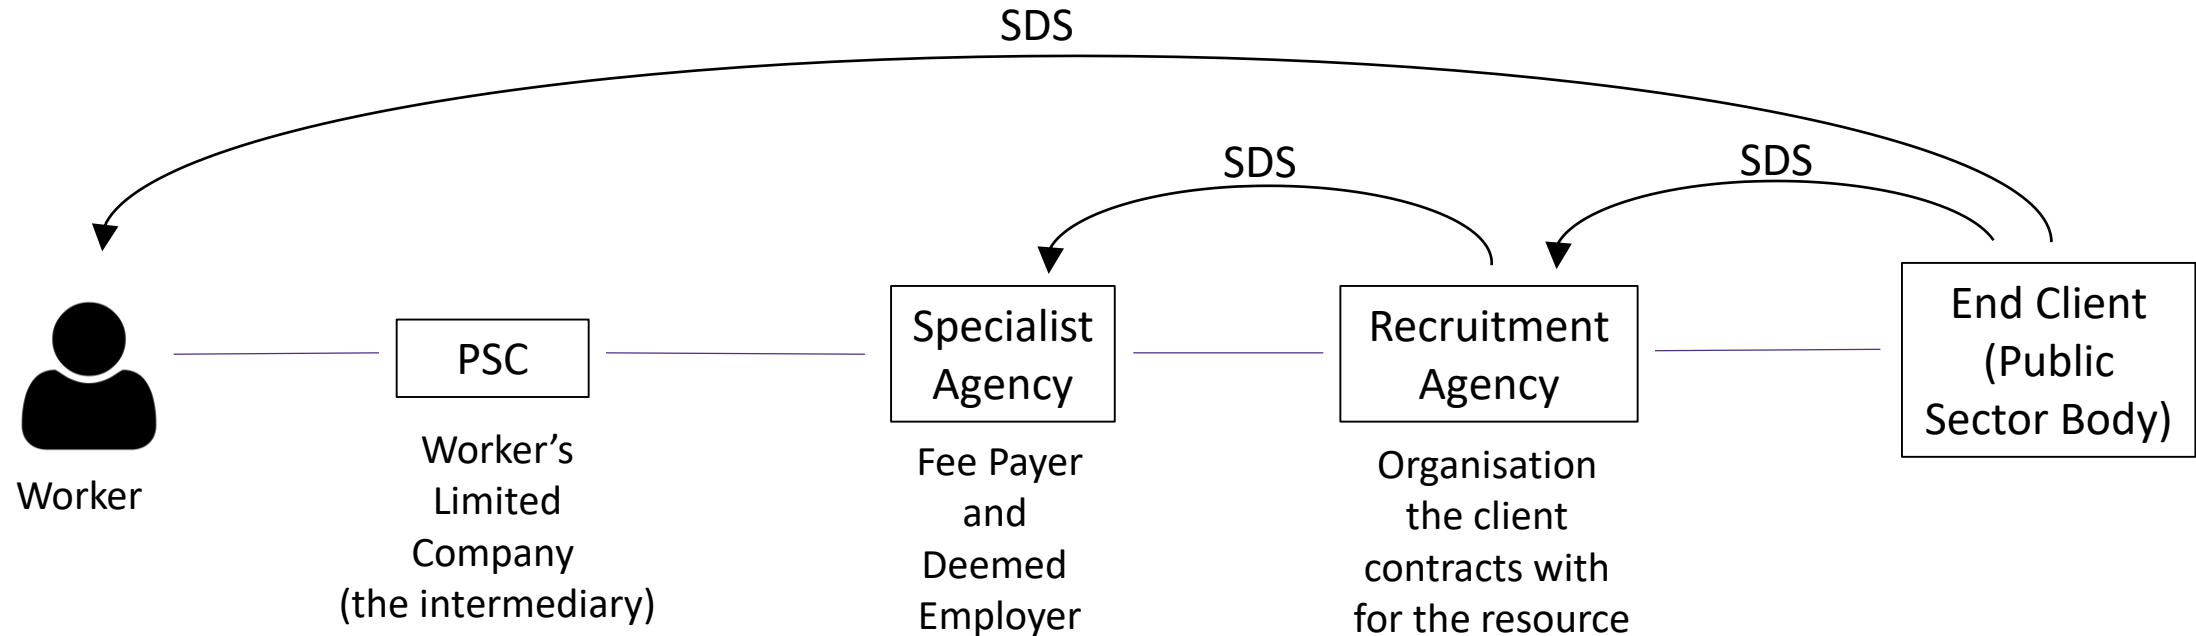 SDS
SDS
SDS
Worker
PSC
Worker’s
Limited
Company
(the intermediary)
Specialist
Agency
Fee Payer
and
Deemed
Employer
Recruitment
Agency
Organisation
the client
contracts with
for the resource
End Client
(Public
Sector Body)